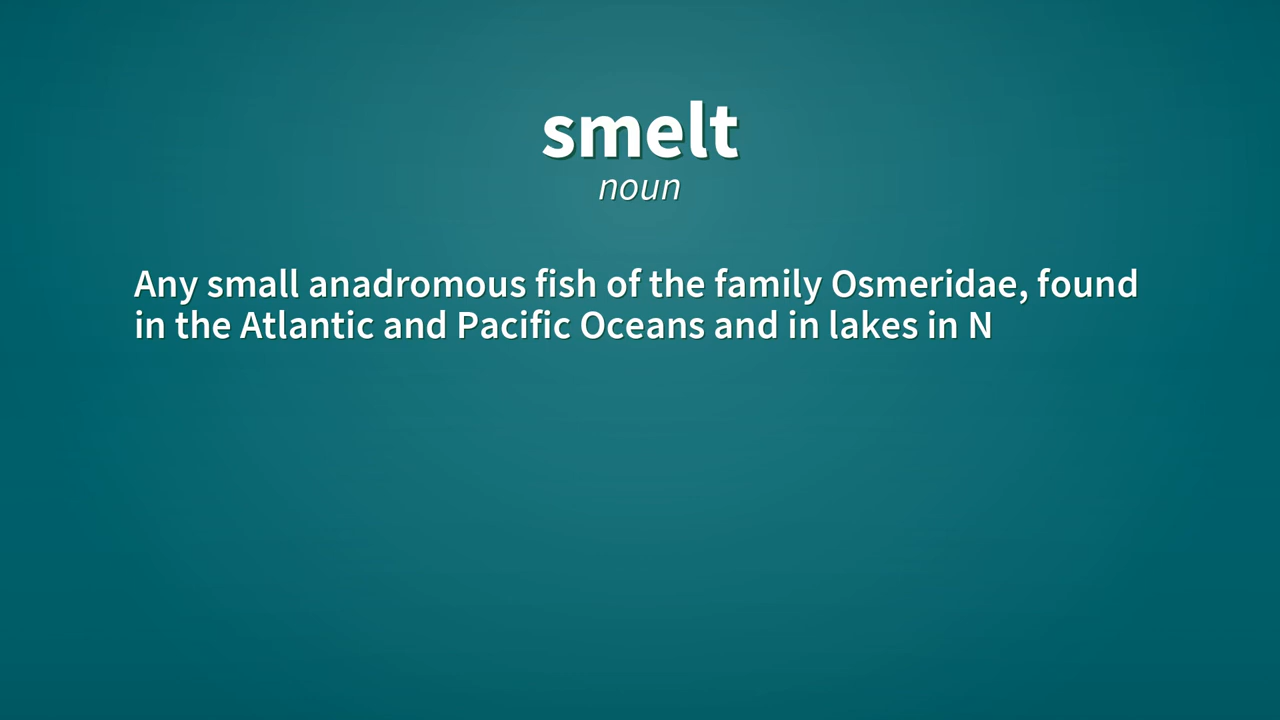 smelt
noun
Any small anadromous fish of the family Osmeridae, found
in the Atlantic and Pacific Oceans and in lakes in N